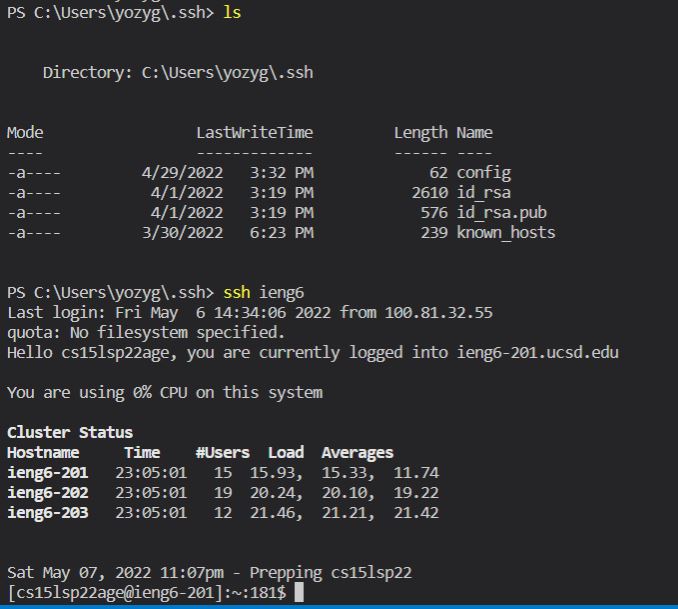 PS C:\Users\yozyg\.ssh> ls
Directory: C:\Users\yozyg\.ssh
Mode LastWriteTime Length Name
---- ------------- ------ ----
-a---- 4/29/2022 3:32 PM 62 config
-a---- 4/1/2022 3:19 PM 2610 id_rsa
-a---- 4/1/2022 3:19 PM 576 id_rsa.pub
-a---- 3/30/2022 6:23 PM 239 known_hosts
PS C:\Users\yozyg\.ssh> ssh ieng6
Last login: Fri May  6 14:34:06 2022 from 100.81.32.55
quota: No filesystem specified.
Hello cs15lsp22age, you are currently logged into ieng6-201.ucsd.edu
You are using 0% CPU on this system
Cluster Status
Hostname Time #Users Load Averages
ieng6-201 23:05:01 15 15.93, 15.33, 11.74
ieng6-202 23:05:01 19 20.24, 20.10, 19.22
ieng6-203 23:05:01 12 21.46, 21.21, 21.42
Sat May 07, 2022 11:07pm - Prepping cs15lsp22
[cs15lsp22age@ieng6-201]:~:181$